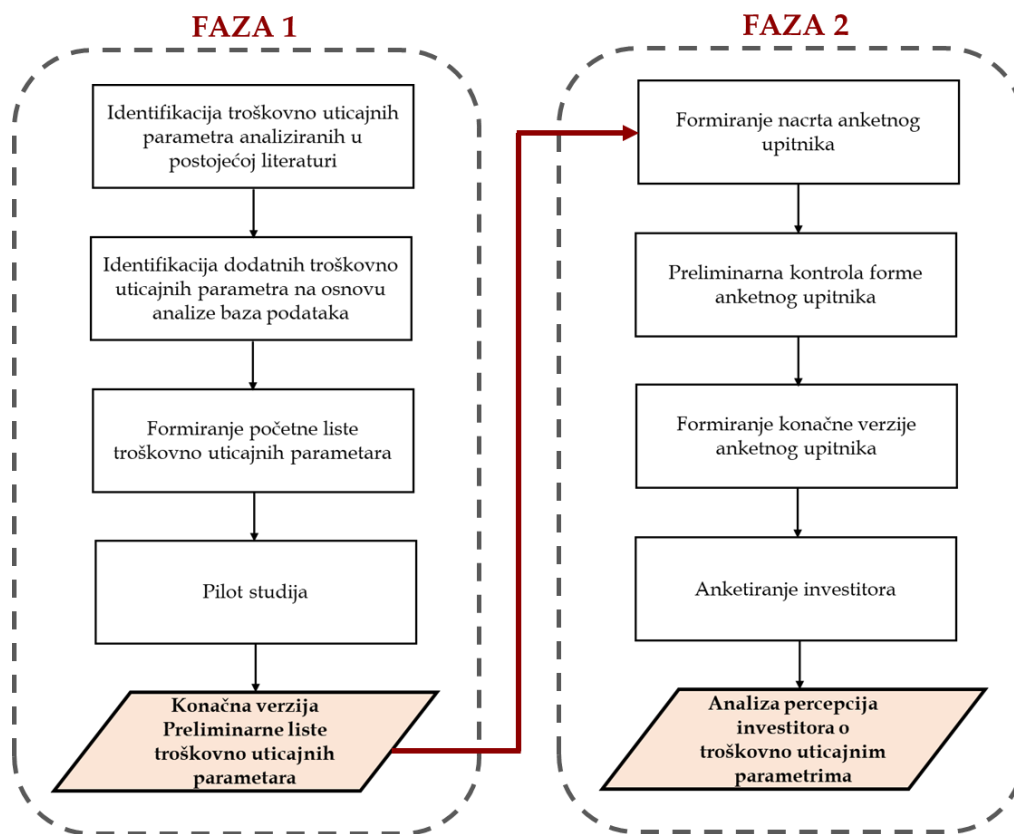 FAZA 1
Identifikacija troškovno uticajnih
parametra analiziranih u
postojećoj literaturi
Identifikacija dodatnih troškovno
uticajnih parametra na osnovu
analize baza podataka
Formiranje početne liste
troškovno uticajnih parametara
Pilot studija
Konačna verzija
Preliminarne liste
troškovno uticajnih
parametara
FAZA 2
Formiranje nacrta anketnog
upitnika
Preliminarna kontrola forme
anketnog upitnika
Formiranje konačne verzije
anketnog upitnika
Anketiranje investitora
Analiza percepcija
investitora o
troškovno uticajnim
parametrima